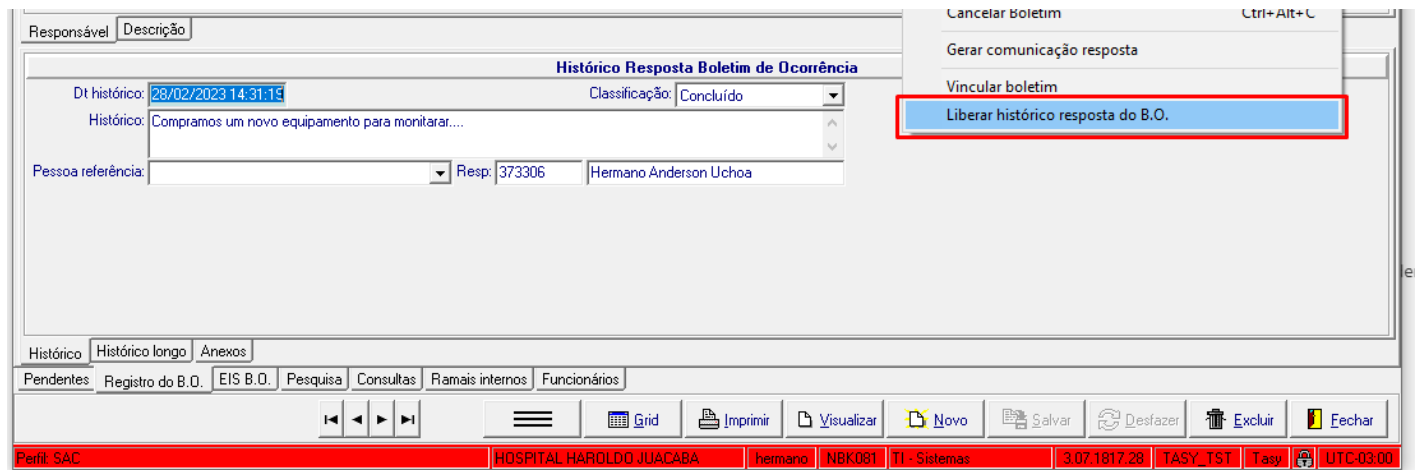 Cancelar Boletim Ctrl+Alt+C
Responsável Descrição
Gerar comunicação resposta
Histórico Resposta Boletim de Ocorrência
Vincular boletim
Dt histórico: 28/02/2023 14:31:19 Classificação: Concluído
Liberar histórico resposta do B.O.
Histórico: Compramos um novo equipamento para monitarar....
Pessoa referência: Resp: 373306 Hermano Anderson Uchoa
Histórico Histórico longo Anexos
Pendentes Registro do B.O. EIS B.O. Pesquisa Consultas Ramais internos Funcionários
Grid Imprimir Visualizar Novo Salvar Desfazer Excluir Fechar
Perfil: SAC HOSPITAL HAROLDO JUACABA hermano NBK081 TI - Sistemas 3.07.1817.28 TASY_TST Tasy UTC-03:00